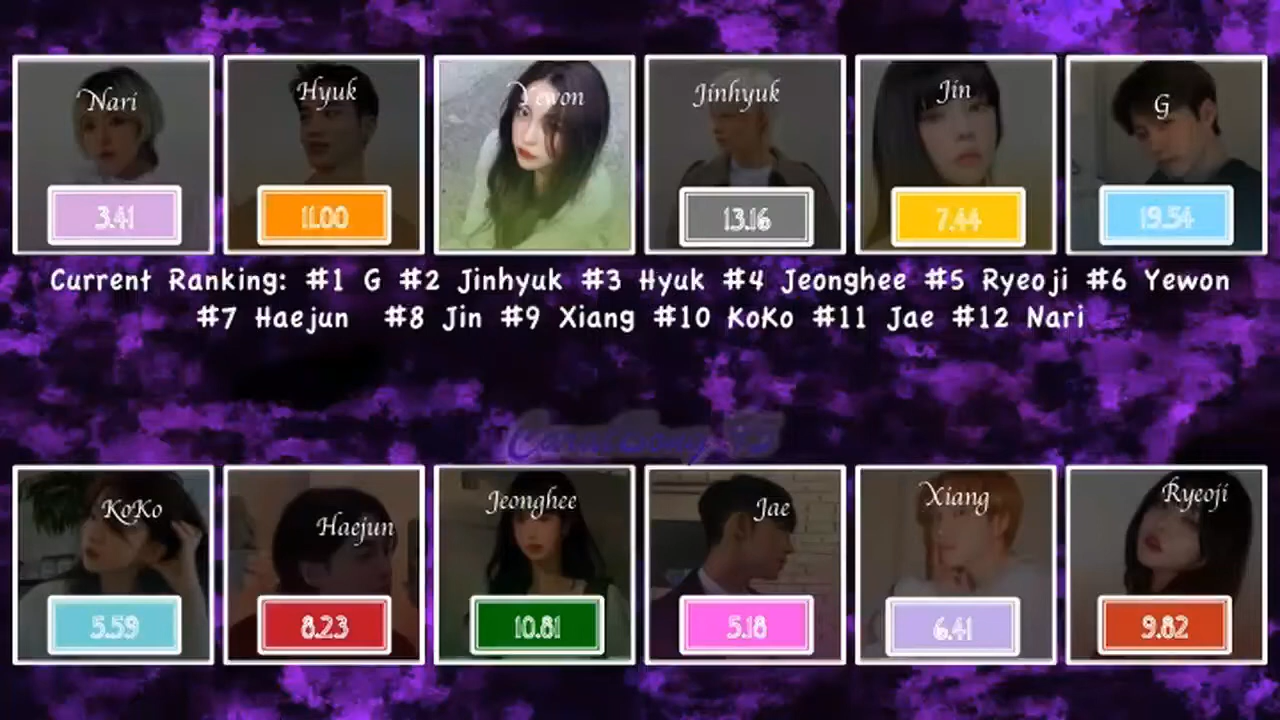 Nari
Hyuk
Yewon
Jinhyuk
Jin
G
3.41
11.00
13.16
7.44
19.54
Current Ranking: #1 G #2 Jinhyuk #3 Hyuk #4 Jeonghee #5 Ryeoji #6 Yewon
#7 Haejun #8 Jin #9 Xiang #10 KoKo #11 Jae #12 Nari
KoKo
Haejun
Jeonghee
Jae
Xiang
Ryeoji
5.59
8.23
10.81
5.18
6.41
9.82